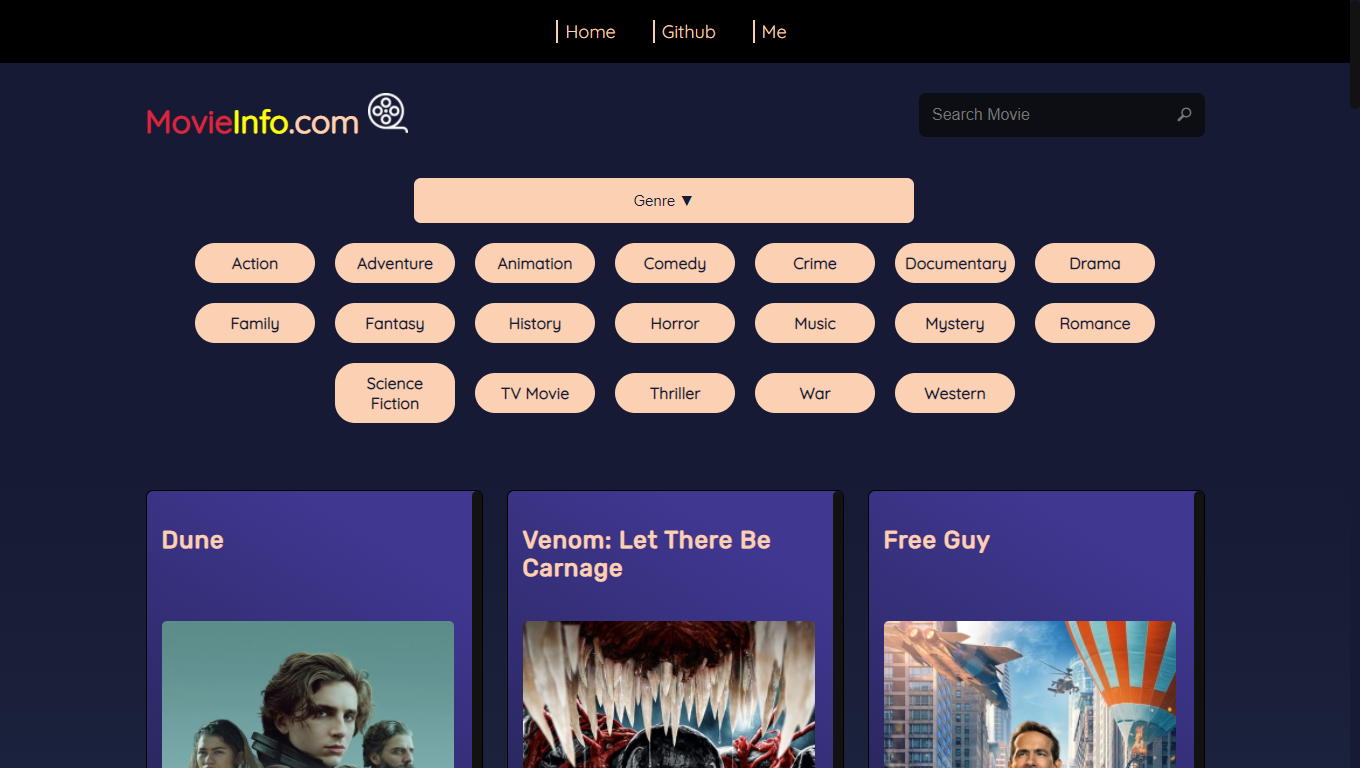 Home Github Me
MovieInfo.com
Search Movie
Genre ▼
Action Adventure Animation Comedy Crime Documentary Drama
Family Fantasy History Horror Music Mystery Romance
Science
Fiction TV Movie Thriller War Western
Dune
Venom: Let There Be
Carnage
Free Guy